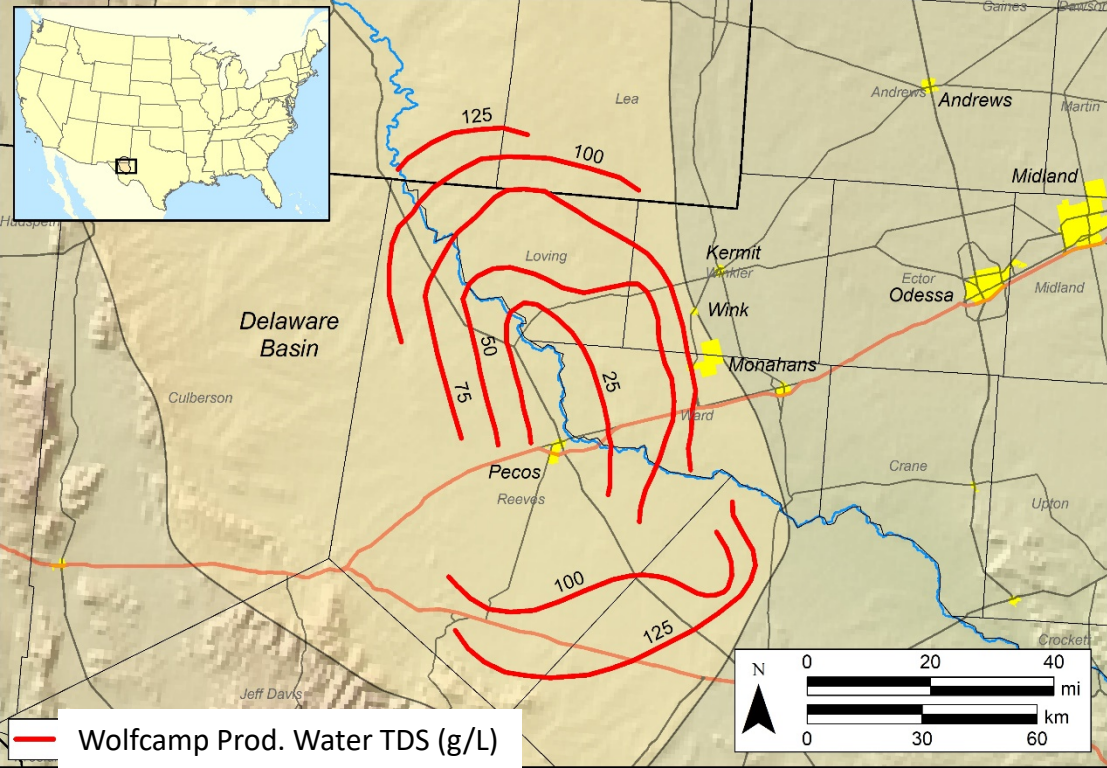 Gaines
Dawson
Lea
Andrews
Andrews
Martin
125
100
Midland
Hudspeth
Loving
Kermit
Winkler
Ector
Odessa
Midland
Wink
Delaware
Basin
50
Monahans
25
75
Culberson
Ward
Pecos
Reeves
Crane
Upton
100
125
Crockett
Jeff Davis
N
0 20 40
mi
km
0 30 60
Wolfcamp Prod. Water TDS (g/L)